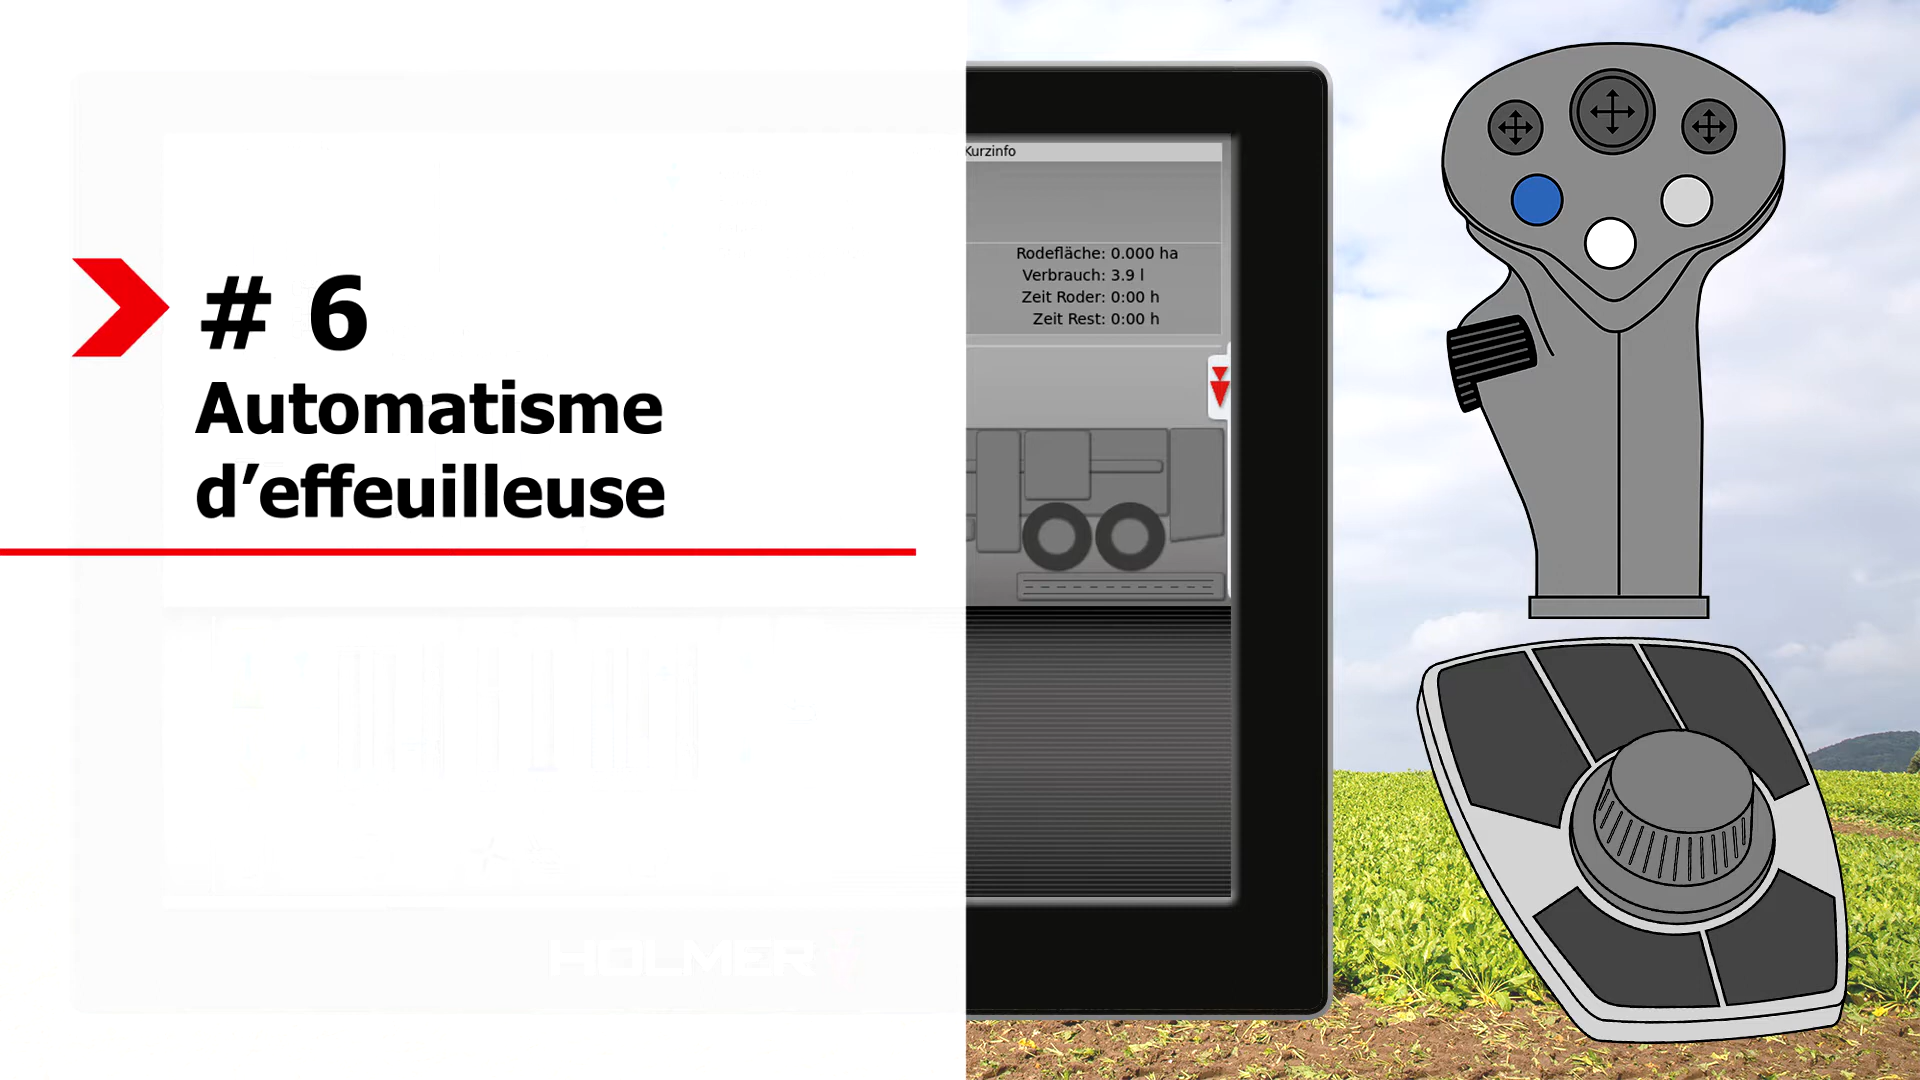 # 6
Automatisme
d’effeuilleuse
Kurzinfo
Rodefläche: 0.000 ha
Verbrauch: 3.9 l
Zeit Roder: 0:00 h
Zeit Rest: 0:00 h
HOLMER